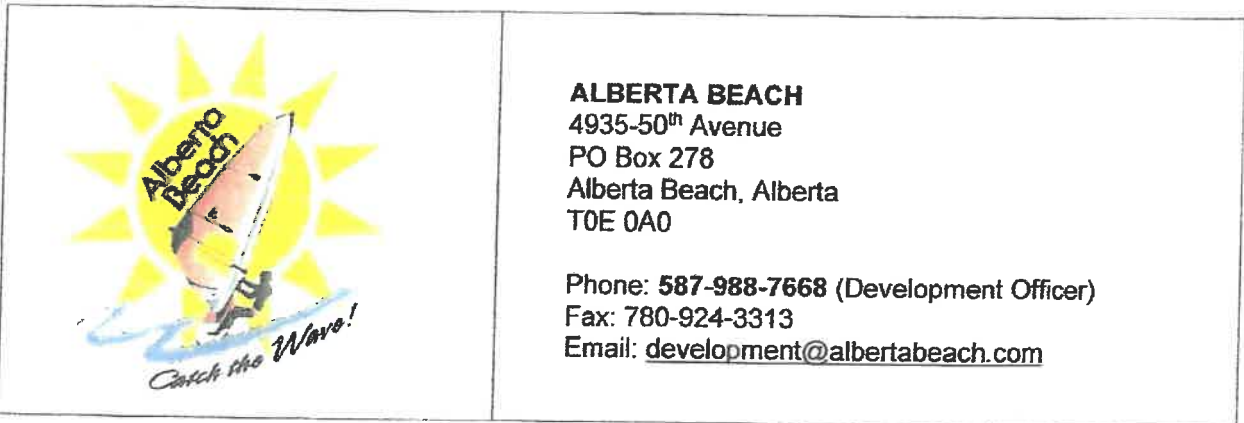 Alberta
Beach
Catch the Wave!
ALBERTA BEACH
4935-50th Avenue
PO Box 278
Alberta Beach, Alberta
T0E 0A0
Phone: 587-988-7668 (Development Officer)
Fax: 780-924-3313
Email: development@albertabeach.com